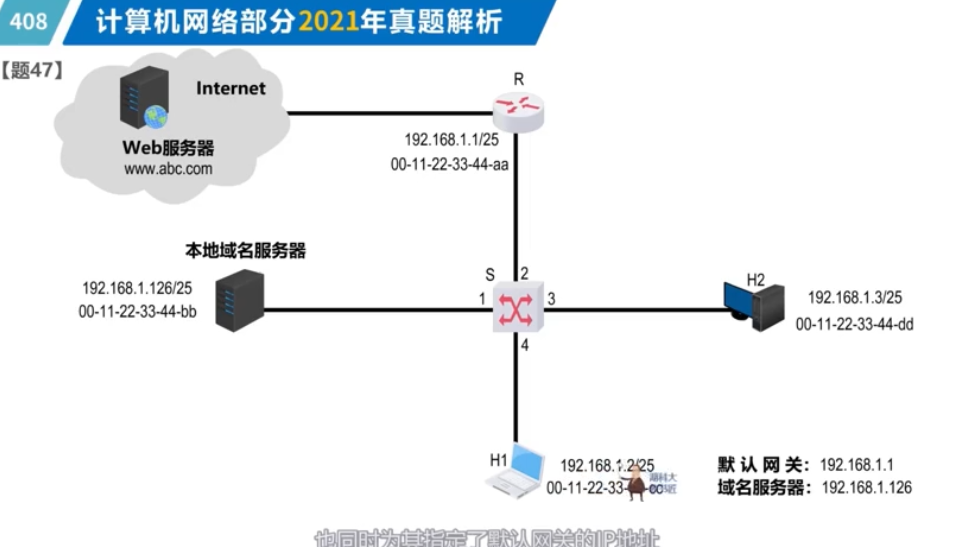 408
计算机网络部分2021年真题解析
【题47】
Internet
Web服务器
www.abc.com
R
192.168.1.1/25
00-11-22-33-44-aa
本地域名服务器
192.168.1.126/25
00-11-22-33-44-bb
S
2
1
3
4
H2
192.168.1.3/25
00-11-22-33-44-dd
H1
192.168.1.2/25
00-11-22-33-44-cc
默认网关： 192.168.1.1
域名服务器： 192.168.1.126
也同时为其指定了默认网关的IP地址